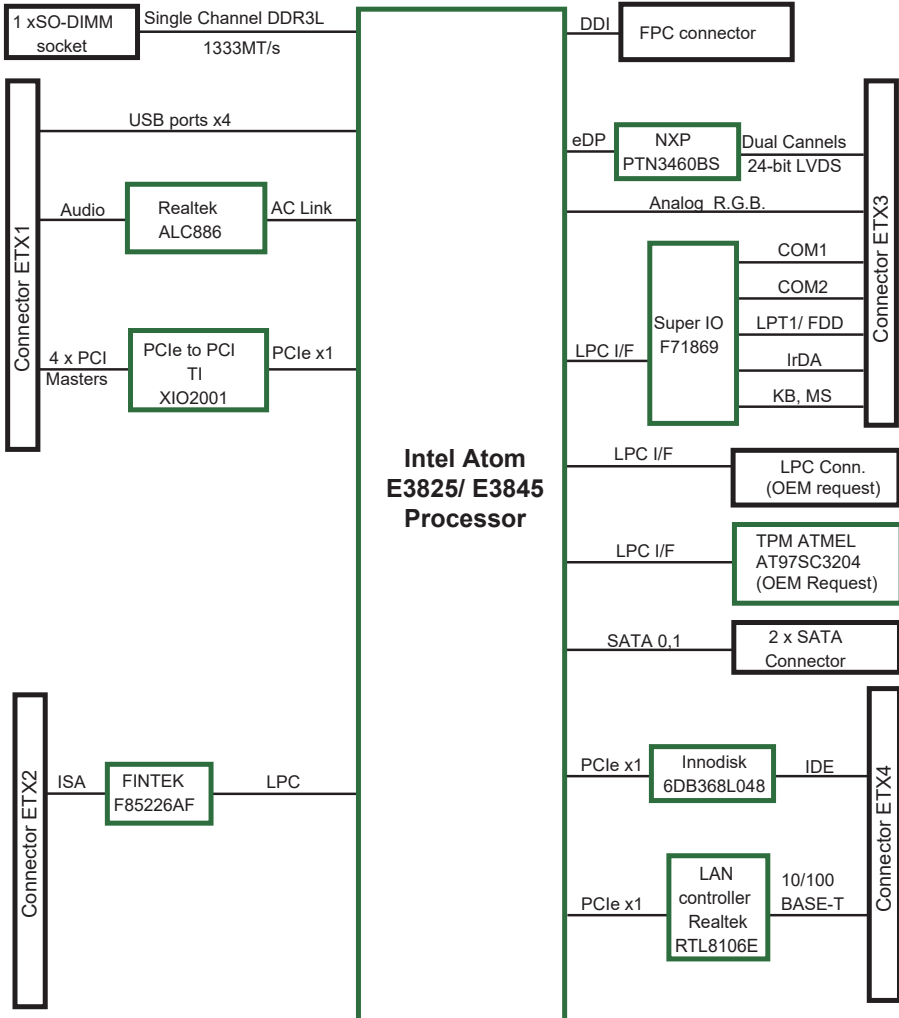 1 xSO-DIMM
socket
Single Channel DDR3L
1333MT/s
DDI
FPC connector
Connector ETX1
USB ports x4
Audio
Realtek
ALC886
AC Link
4 x PCI
Masters
PCIe to PCI
TI
XIO2001
PCIe x1
Intel Atom
E3825/ E3845
Processor
eDP
NXP
PTN3460BS
Dual Cannels
24-bit LVDS
Analog R.G.B.
Connector ETX3
LPC I/F
Super IO
F71869
COM1
COM2
LPT1/ FDD
IrDA
KB, MS
LPC I/F
LPC Conn.
(OEM request)
LPC I/F
TPM ATMEL
AT97SC3204
(OEM Request)
SATA 0,1
2 x SATA
Connector
Connector ETX2
ISA
FINTEK
F85226AF
LPC
PCIe x1
Innodisk
6DB368L048
IDE
Connector ETX4
PCIe x1
LAN
controller
Realtek
RTL8106E
10/100
BASE-T